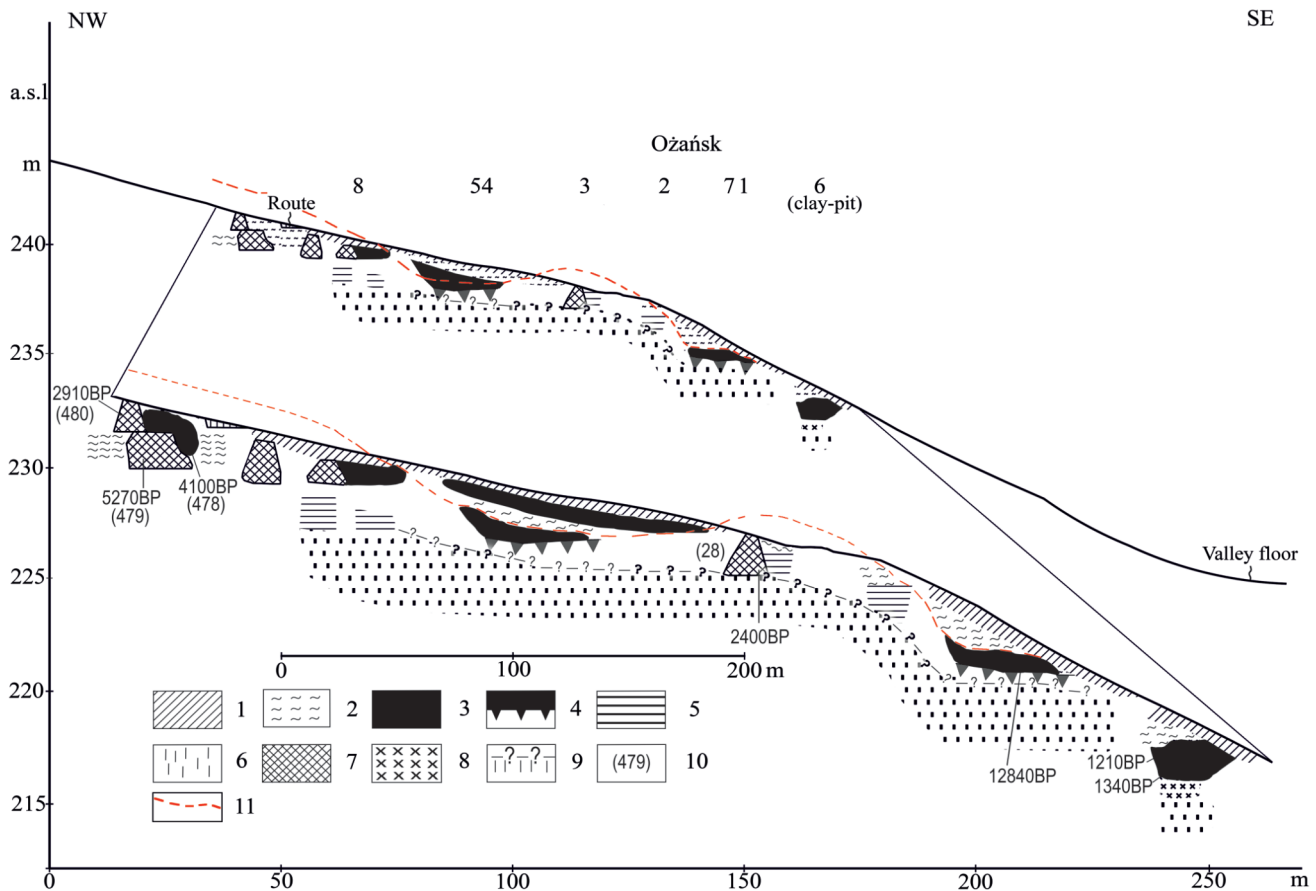 NW
SE
a.s.l
m
Ożańsk
8 54 3 2 71 6
(clay-pit)
Route
240
235
2910BP
(480)
230
5270BP
(479)
4100BP
(478)
(28)
225
2400BP
Valley floor
0 100 200 m
220
1 2 3 4 5
6 7 8 (479) 10
? ? 9
11
12840BP
1210BP
1340BP
215
0 50 100 150 200 250 m